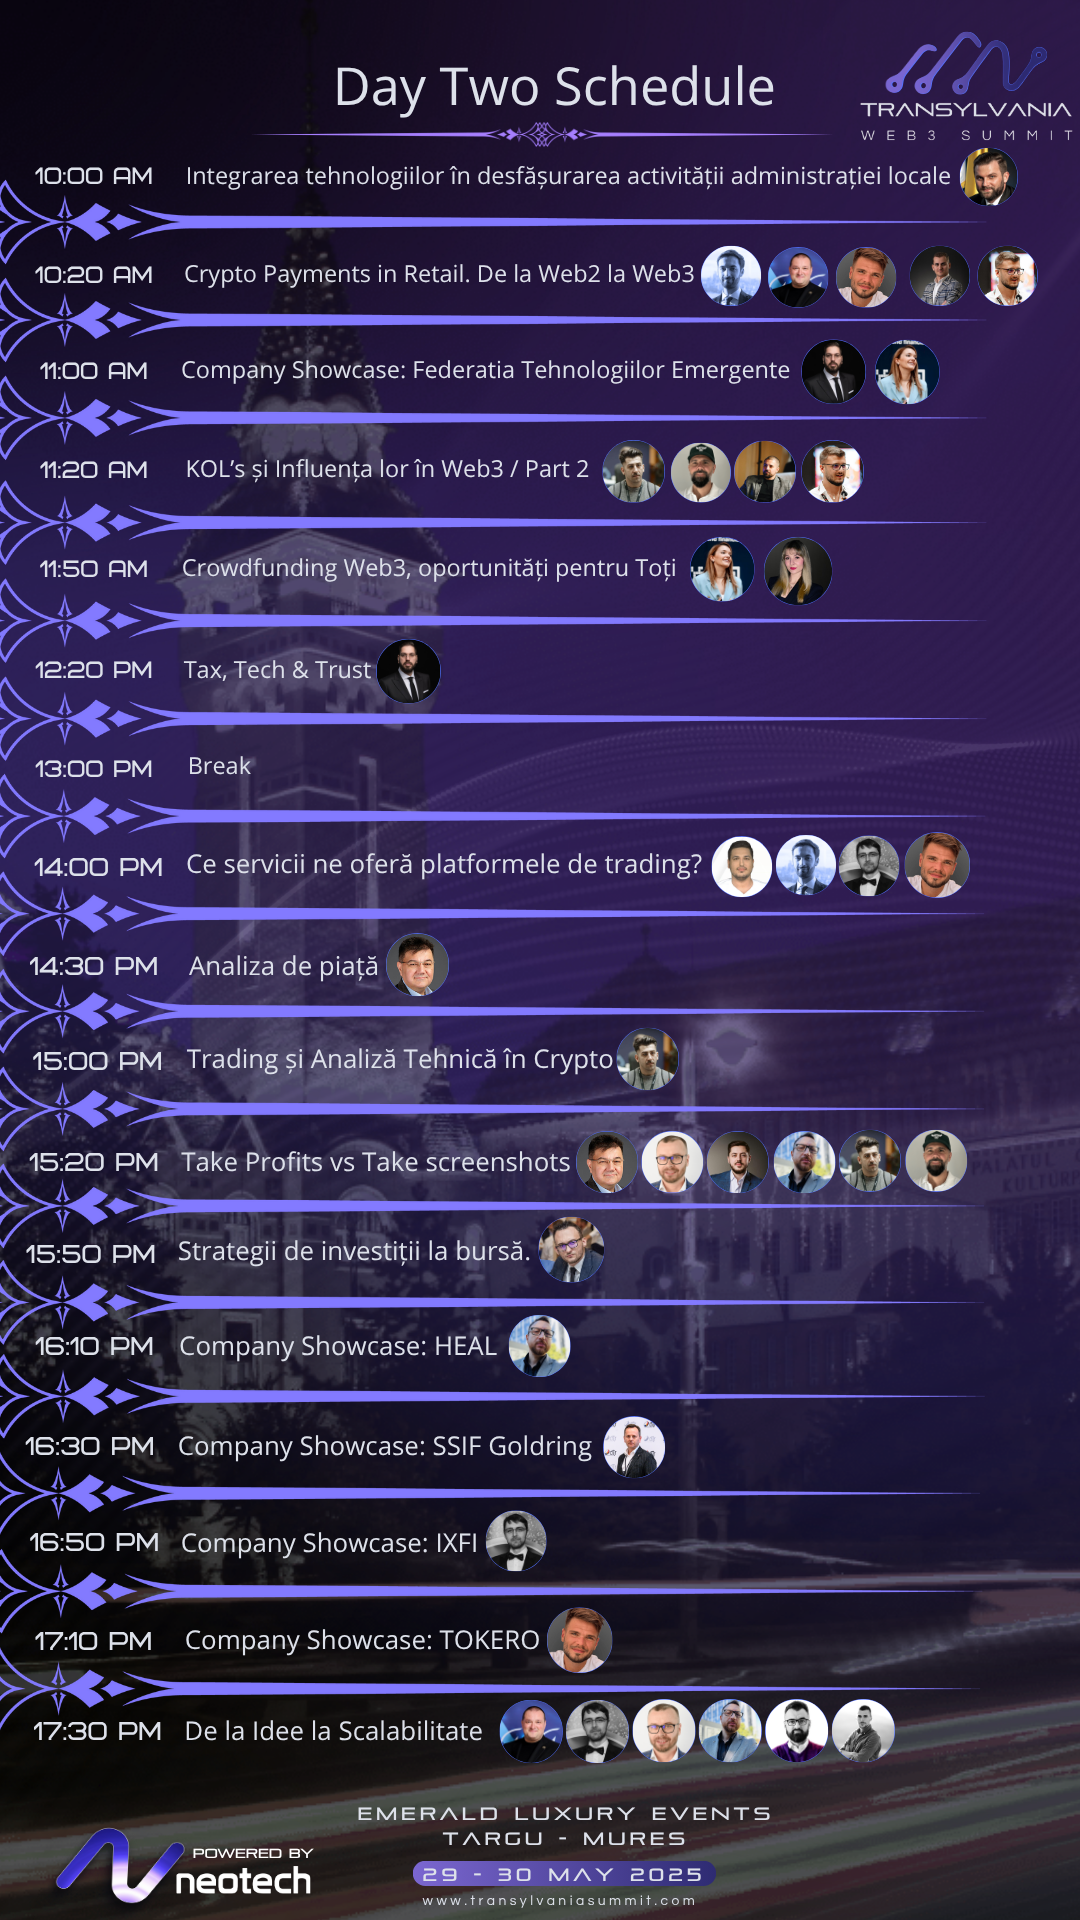 Day Two Schedule
TRANSYLVANIA
WEB3 SUMMIT
10:00 AM Integrarea tehnologiilor în desfășurarea activității administrației locale
10:20 AM Crypto Payments in Retail. De la Web2 la Web3
11:00 AM Company Showcase: Federatia Tehnologiilor Emergente
11:20 AM KOL's și Influența lor în Web3 / Part 2
11:50 AM Crowdfunding Web3, oportunități pentru Toți
12:20 PM Tax, Tech & Trust
13:00 PM Break
14:00 PM Ce servicii ne oferă platformele de trading?
14:30 PM Analiza de piață
15:00 PM Trading și Analiză Tehnică în Crypto
15:20 PM Take Profits vs Take screenshots
PALATUL
KULTURP
15:50 PM Strategii de investiții la bursă.
16:10 PM Company Showcase: HEAL
16:30 PM Company Showcase: SSIF Goldring
16:50 PM Company Showcase: IXFI
17:10 PM Company Showcase: TOKERO
17:30 PM De la Idee la Scalabilitate
EMERALD LUXURY EVENTS
TARGU - MURES
29 - 30 MAY 2025
www.transylvaniasummit.com
POWERED BY
neotech